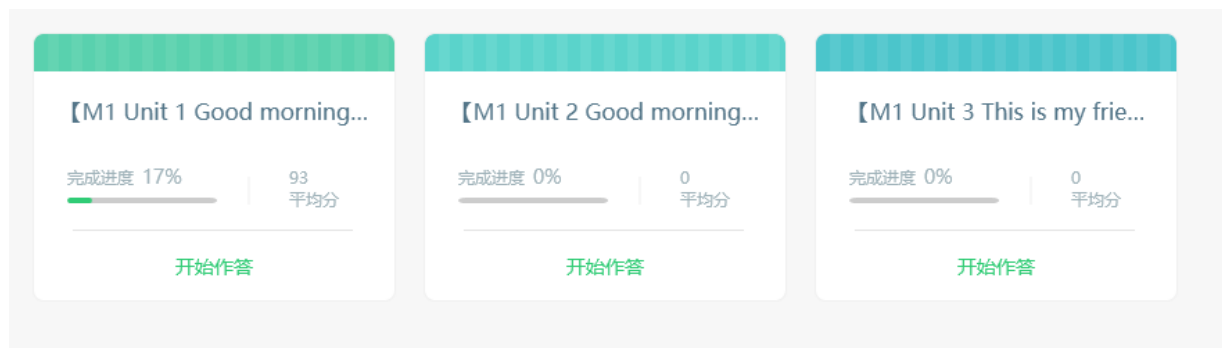 【M1 Unit 1 Good morning...
完成进度 17%
93
平均分
开始作答
【M1 Unit 2 Good morning...
完成进度 0%
0
平均分
开始作答
【M1 Unit 3 This is my frie...
完成进度 0%
0
平均分
开始作答